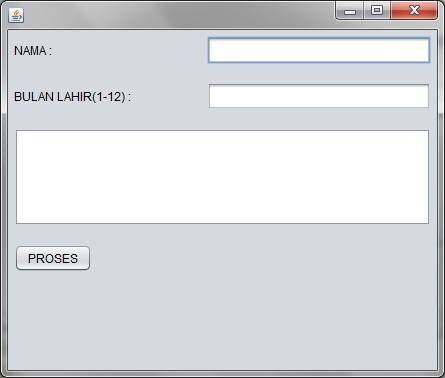 NAMA :
BULAN LAHIR(1-12) :
PROSES